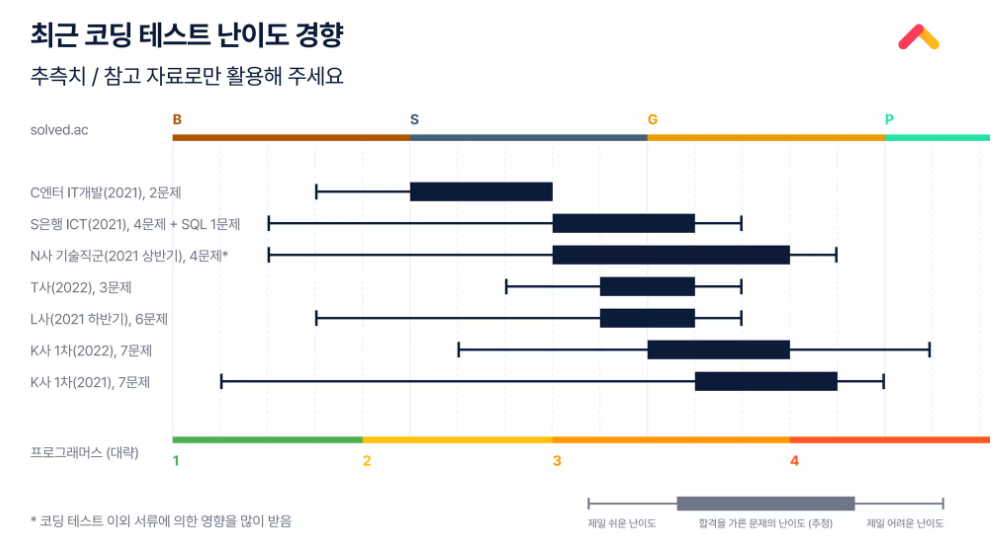 최근 코딩 테스트 난이도 경향
추측치 / 참고 자료로만 활용해 주세요
solved.ac
B S G P
C엔터 IT개발(2021), 2문제
S은행 ICT(2021), 4문제 + SQL 1문제
N사 기술직군(2021 상반기), 4문제*
T사(2022), 3문제
L사(2021 하반기), 6문제
K사 1차(2022), 7문제
K사 1차(2021), 7문제
프로그래머스 (대략)
1 2 3 4
* 코딩 테스트 이외 서류에 의한 영향을 많이 받음
제일 쉬운 난이도 합격을 가른 문제의 난이도 (추정) 제일 어려운 난이도